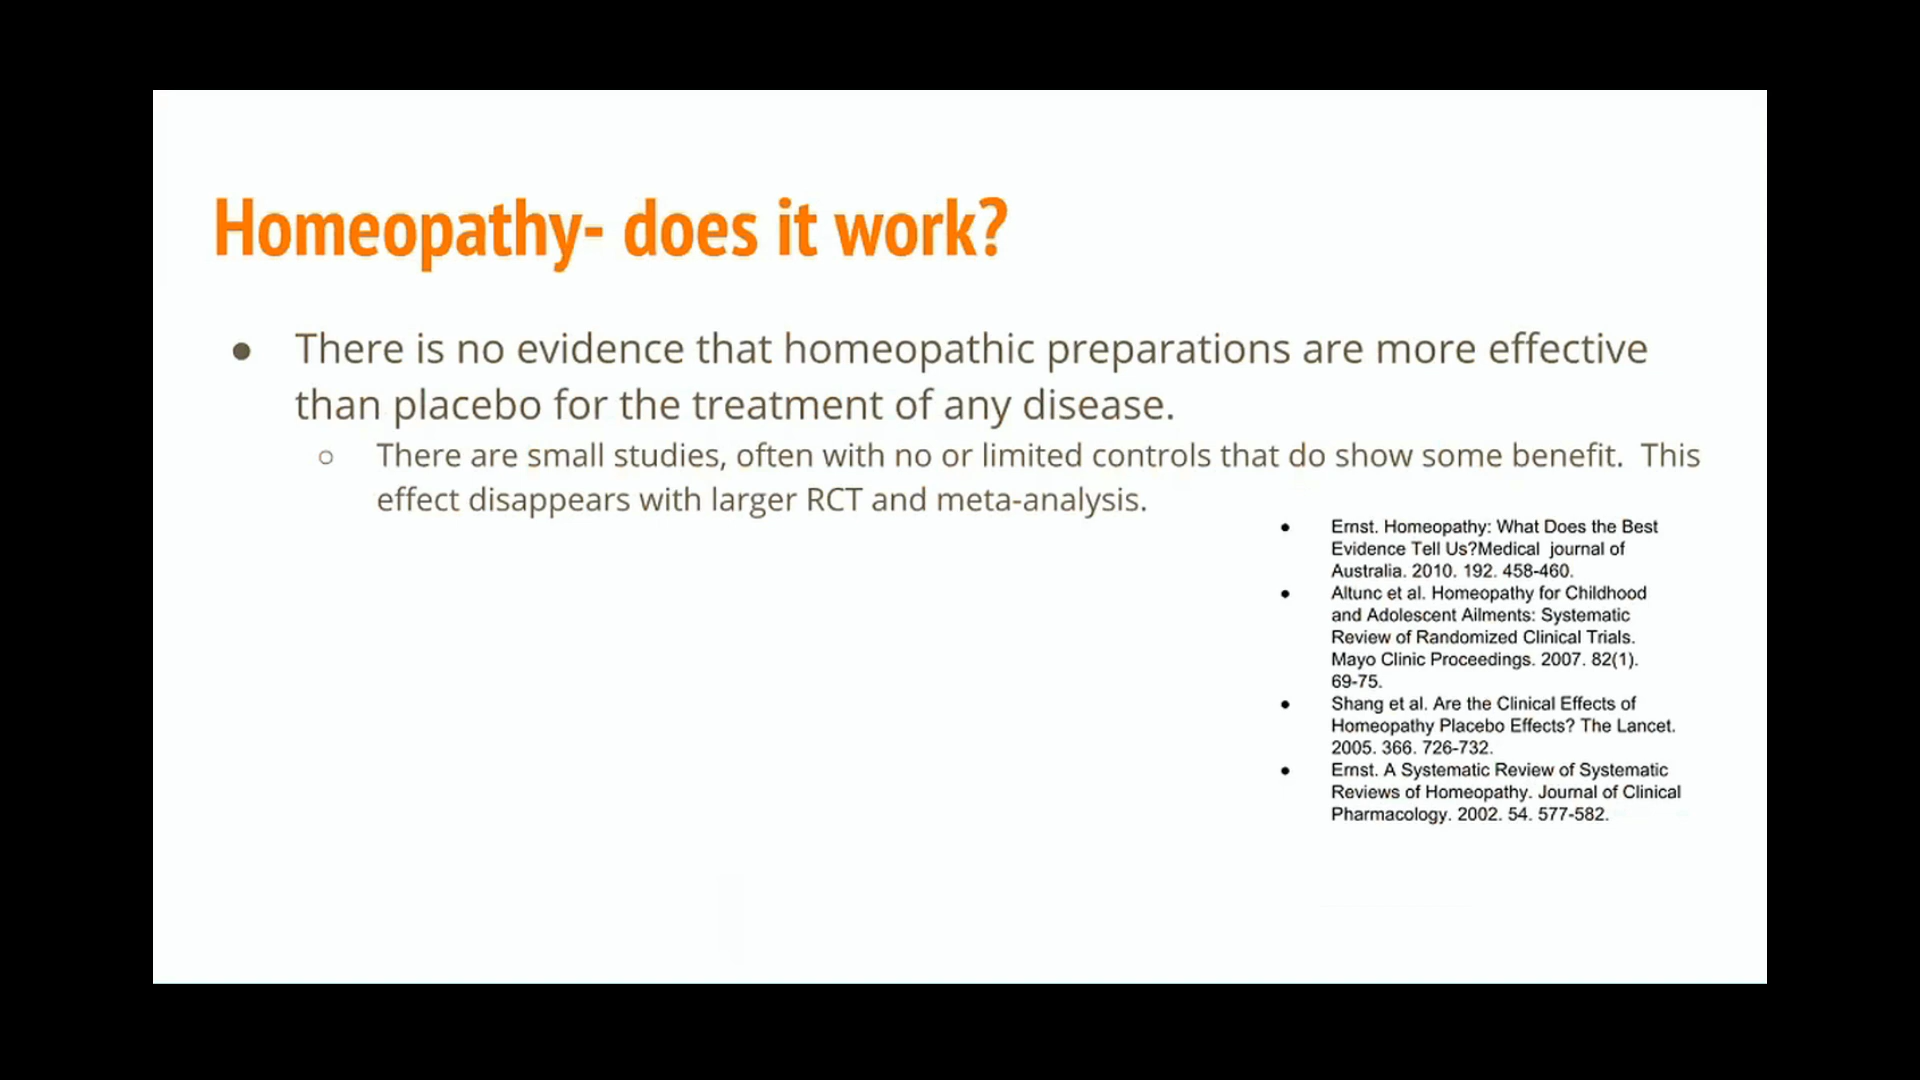 Homeopathy- does it work?
● There is no evidence that homeopathic preparations are more effective
than placebo for the treatment of any disease.
○ There are small studies, often with no or limited controls that do show some benefit.  This
effect disappears with larger RCT and meta-analysis.
● Ernst. Homeopathy: What Does the Best
Evidence Tell Us?Medical  journal of
Australia. 2010. 192. 458-460.
● Altunc et al. Homeopathy for Childhood
and Adolescent Ailments: Systematic
Review of Randomized Clinical Trials.
Mayo Clinic Proceedings. 2007. 82(1).
69-75.
● Shang et al. Are the Clinical Effects of
Homeopathy Placebo Effects? The Lancet.
2005. 366. 726-732.
● Ernst. A Systematic Review of Systematic
Reviews of Homeopathy. Journal of Clinical
Pharmacology. 2002. 54. 577-582.